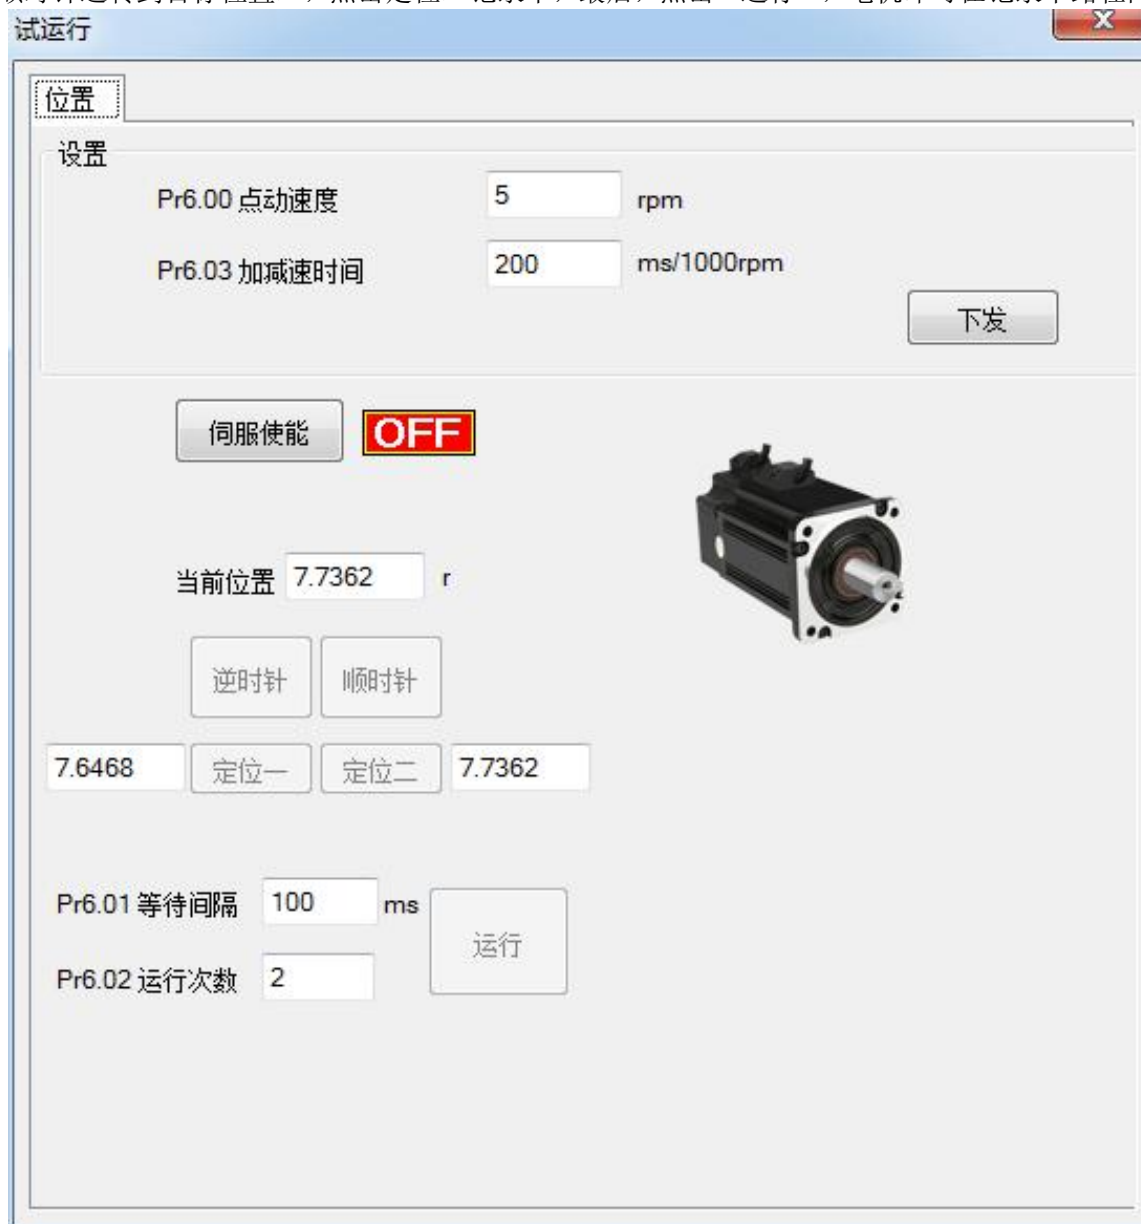 试运行
位置
设置
Pr6.00 点动速度 5 rpm
Pr6.03 加减速时间 200 ms/1000rpm
下发
伺服使能 OFF
当前位置 7.7362 r
逆时针 顺时针
7.6468 定位一 定位二 7.7362
Pr6.01 等待间隔 100 ms
运行
Pr6.02 运行次数 2